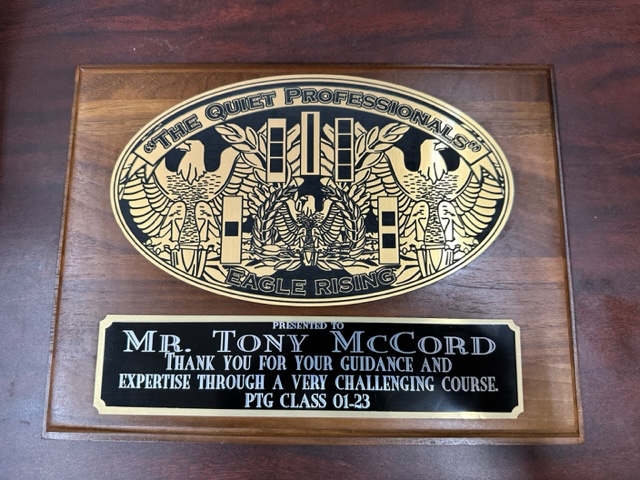 "THE QUIET PROFESSIONALS"
EAGLE RISING
PRESENTED TO
MR. TONY MCCORD
THANK YOU FOR YOUR GUIDANCE AND
EXPERTISE THROUGH A VERY CHALLENGING COURSE.
PTG CLASS 01-23